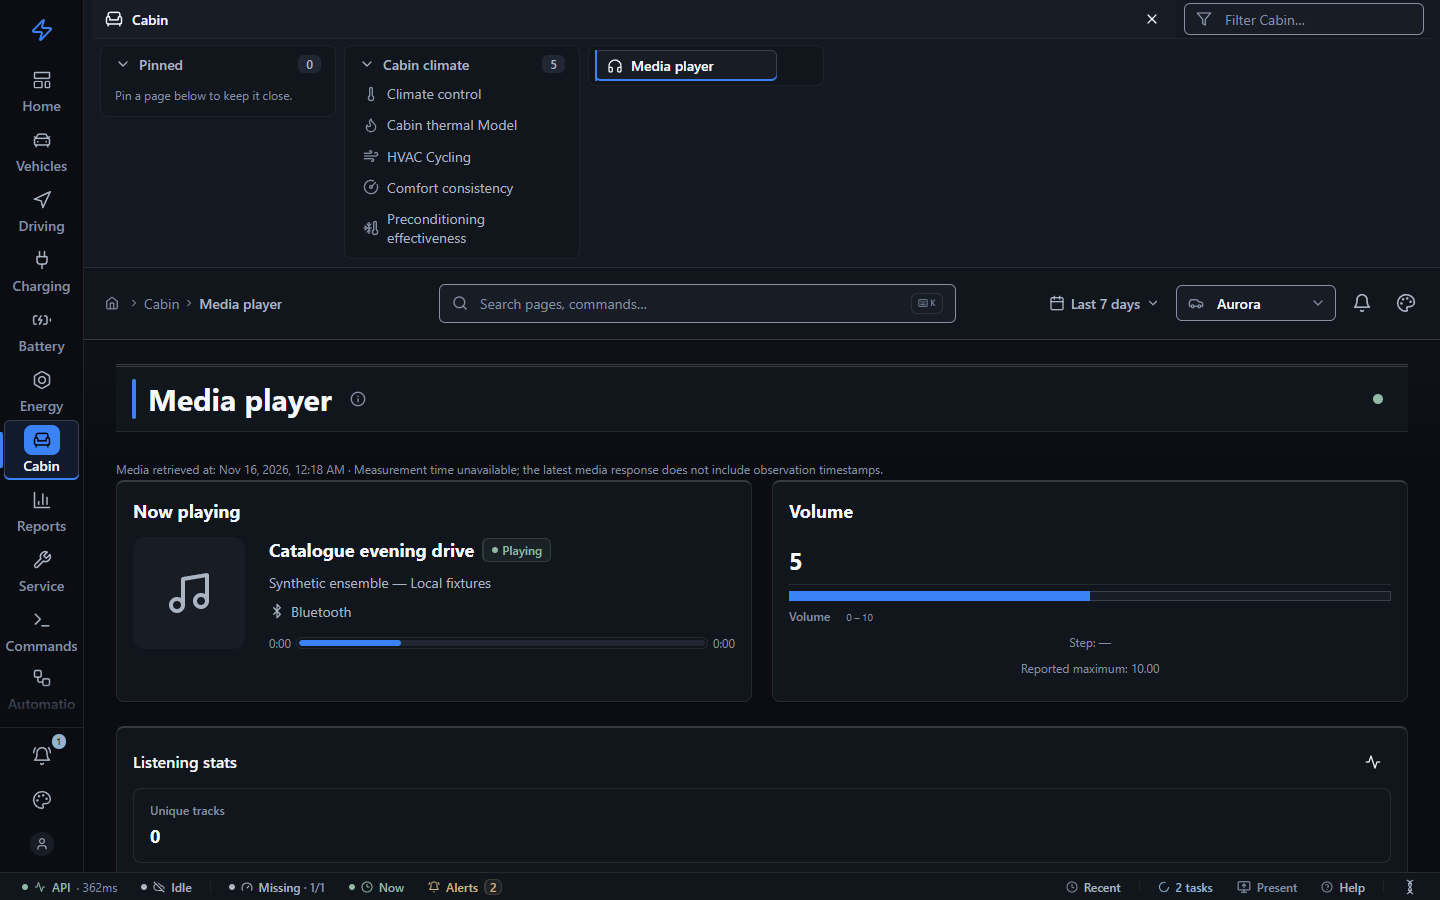 Cabin
Filter Cabin...
Home
Vehicles
Driving
Charging
Battery
Energy
Cabin
Reports
Service
Commands
Automatio
1
Pinned 0
Pin a page below to keep it close.
Cabin climate 5
Climate control
Cabin thermal Model
HVAC Cycling
Comfort consistency
Preconditioning
effectiveness
Media player
Cabin Media player
Search pages, commands...
K
Last 7 days
Aurora
Media player
Media retrieved at: Nov 16, 2026, 12:18 AM · Measurement time unavailable; the latest media response does not include observation timestamps.
Now playing
Catalogue evening drive
Playing
Synthetic ensemble — Local fixtures
Bluetooth
0:00
0:00
Volume
5
Volume 0 – 10
Step: —
Reported maximum: 10.00
Listening stats
Unique tracks
0
API · 362ms
Idle
Missing · 1/1
Now
Alerts 2
Recent
2 tasks
Present
Help